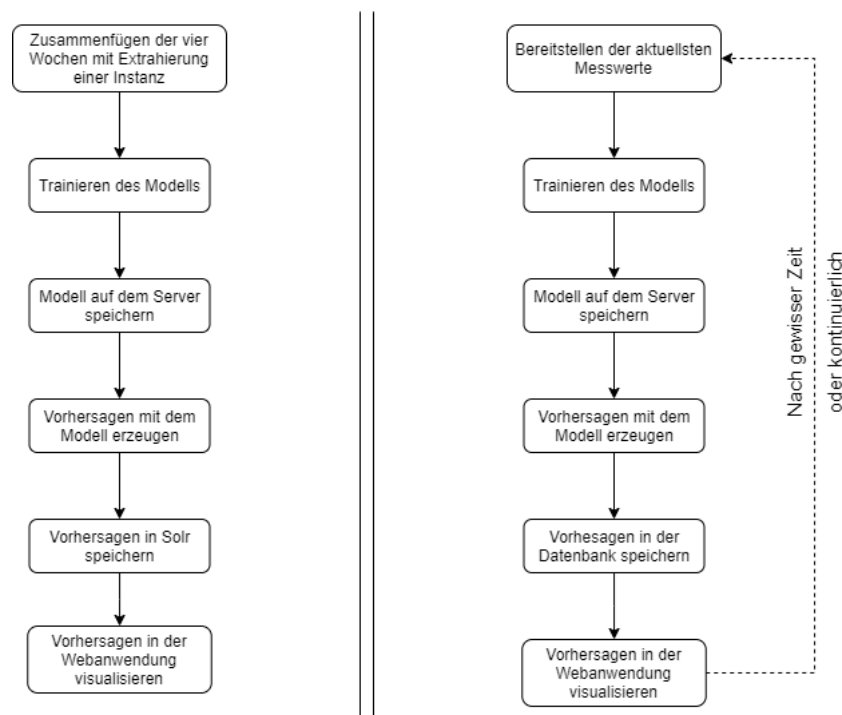 Zusammenfügen der vier
Wochen mit Extrahierung
einer Instanz
Trainieren des Modells
Modell auf dem Server
speichern
Vorhersagen mit dem
Modell erzeugen
Vorhersagen in Solr
speichern
Vorhersagen in der
Webanwendung
visualisieren
Bereitstellen der aktuellsten
Messwerte
Trainieren des Modells
Modell auf dem Server
speichern
Vorhersagen mit dem
Modell erzeugen
Vorhesagen in der
Datenbank speichern
Vorhersagen in der
Webanwendung
visualisieren
Nach gewisser Zeit
oder kontinuierlich